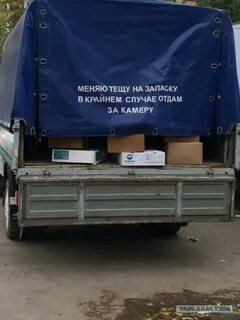 МЕНЯЮ ТЕЩУ НА ЗАПАСКУ
В КРАЙНЕМ СЛУЧАЕ ОТДАМ
ЗА КАМЕРУ
YAPLAKAL.COM